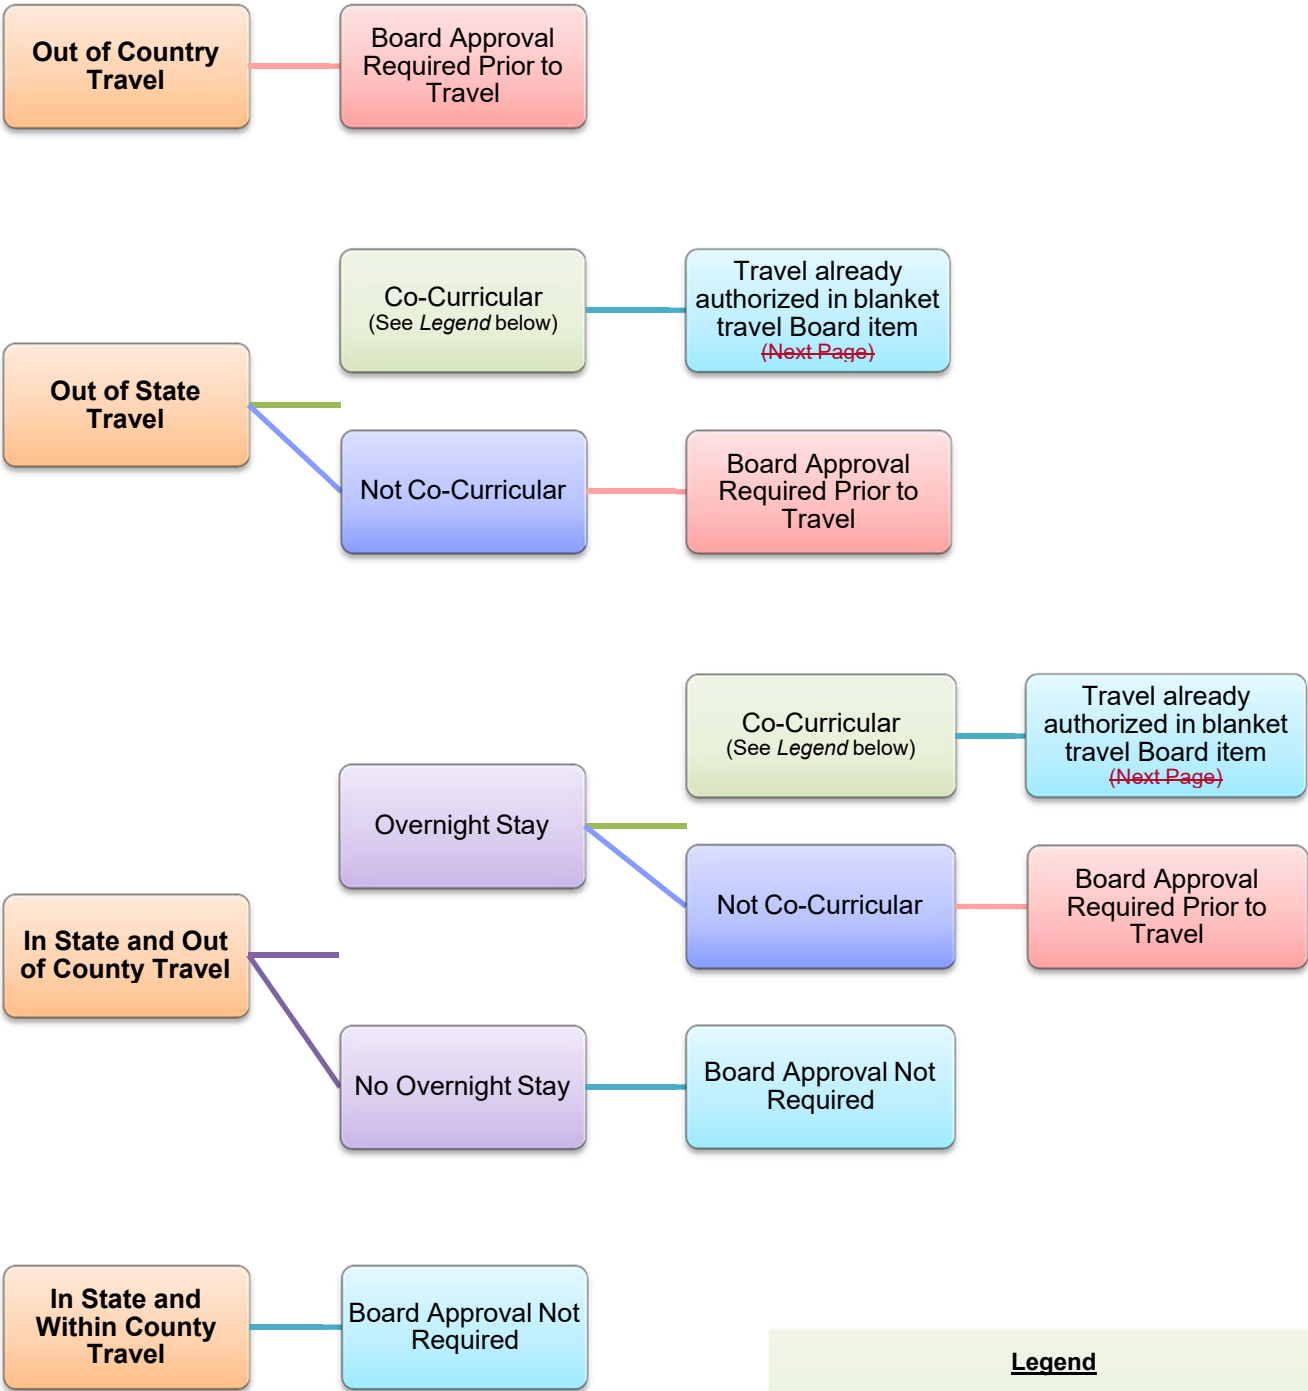 Out of Country
Travel
Board Approval
Required Prior to
Travel
Out of State
Travel
Co-Curricular
(See Legend below)
Travel already
authorized in blanket
travel Board item
(Next Page)
Not Co-Curricular
Board Approval
Required Prior to
Travel
In State and Out
of County Travel
Overnight Stay
Co-Curricular
(See Legend below)
Travel already
authorized in blanket
travel Board item
(Next Page)
Not Co-Curricular
Board Approval
Required Prior to
Travel
No Overnight Stay
Board Approval Not
Required
In State and
Within County
Travel
Board Approval Not
Required
Legend